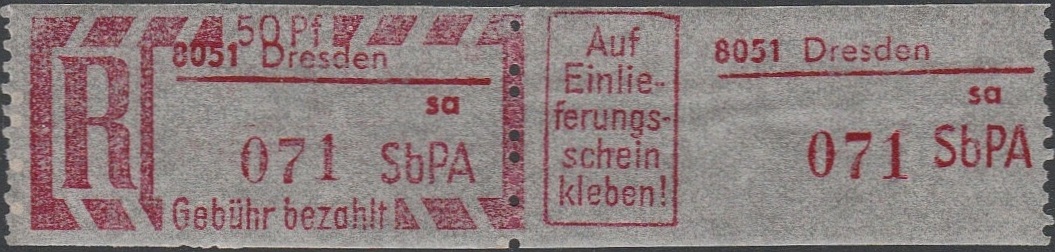 50 Pf
R
8051 Dresden
sa
071 SbPA
Gebühr bezahlt
Auf
Einlie-
ferungs-
schein
kleben!
8051 Dresden
sa
071 SbPA